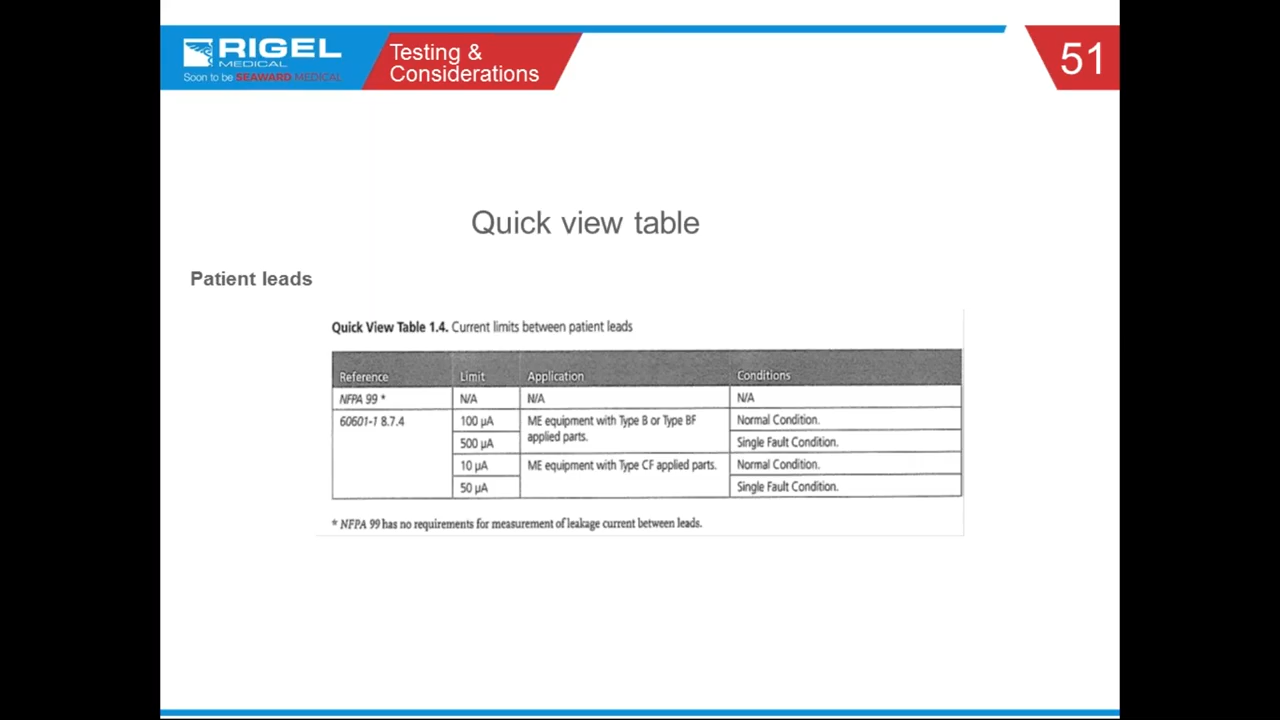 RIGEL
MEDICAL
Soon to be SEAWARD MEDICAL
Testing &
Considerations
51
Quick view table
Patient leads
Quick View Table 1.4. Current limits between patient leads
Reference Limit Application Conditions
NFPA 99 * N/A N/A N/A
60601-1 8.7.4 100 µA ME equipment with Type B or Type BF applied parts. Normal Condition.
500 µA Single Fault Condition.
10 µA ME equipment with Type CF applied parts. Normal Condition.
50 µA Single Fault Condition.
* NFPA 99 has no requirements for measurement of leakage current between leads.